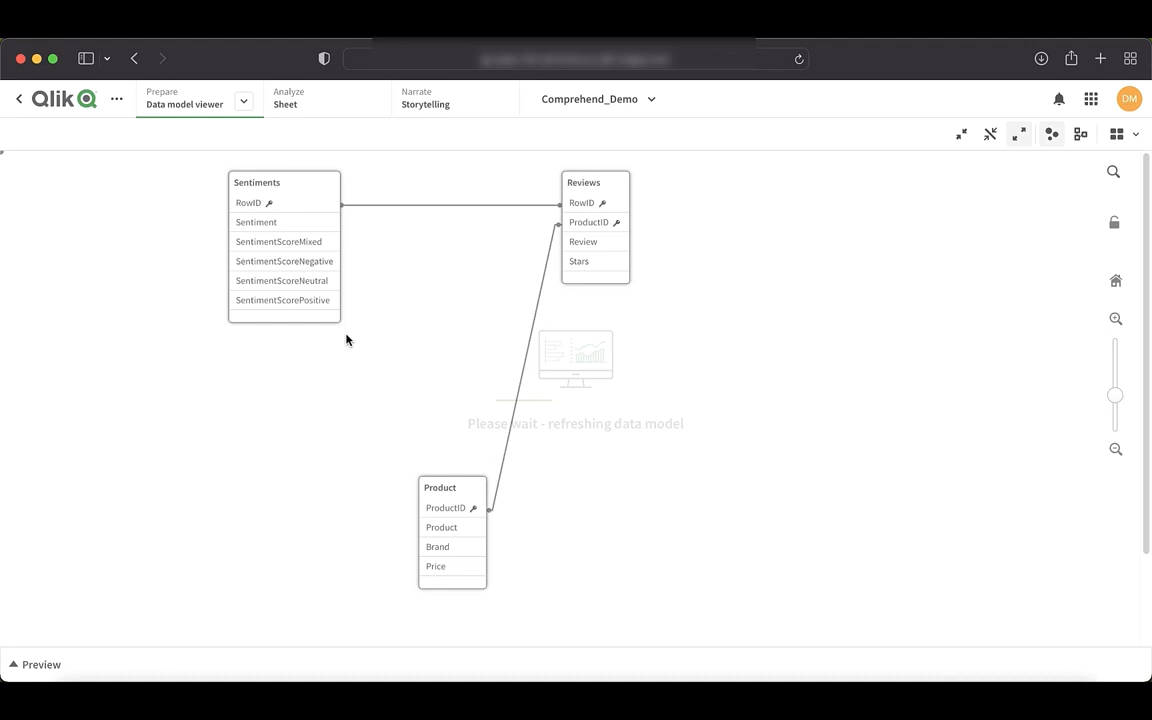 Qlik
Prepare
Data model viewer
Analyze
Sheet
Narrate
Storytelling
Comprehend_Demo
DM
Sentiments
RowID
Sentiment
SentimentScoreMixed
SentimentScoreNegative
SentimentScoreNeutral
SentimentScorePositive
Reviews
RowID
ProductID
Review
Stars
Please wait - refreshing data model
Product
ProductID
Product
Brand
Price
Preview